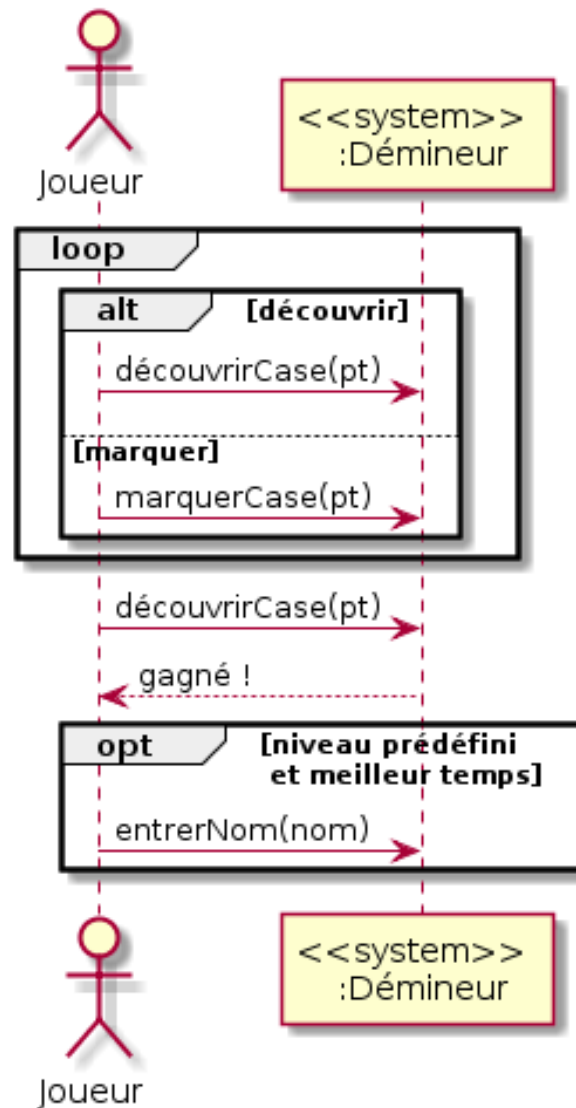 Joueur
<<system>>
:Démineur
loop
alt
[découvrir]
découvrirCase(pt)
[marquer]
marquerCase(pt)
découvrirCase(pt)
gagné !
opt
[niveau prédéfini
et meilleur temps]
entrerNom(nom)
Joueur
<<system>>
:Démineur